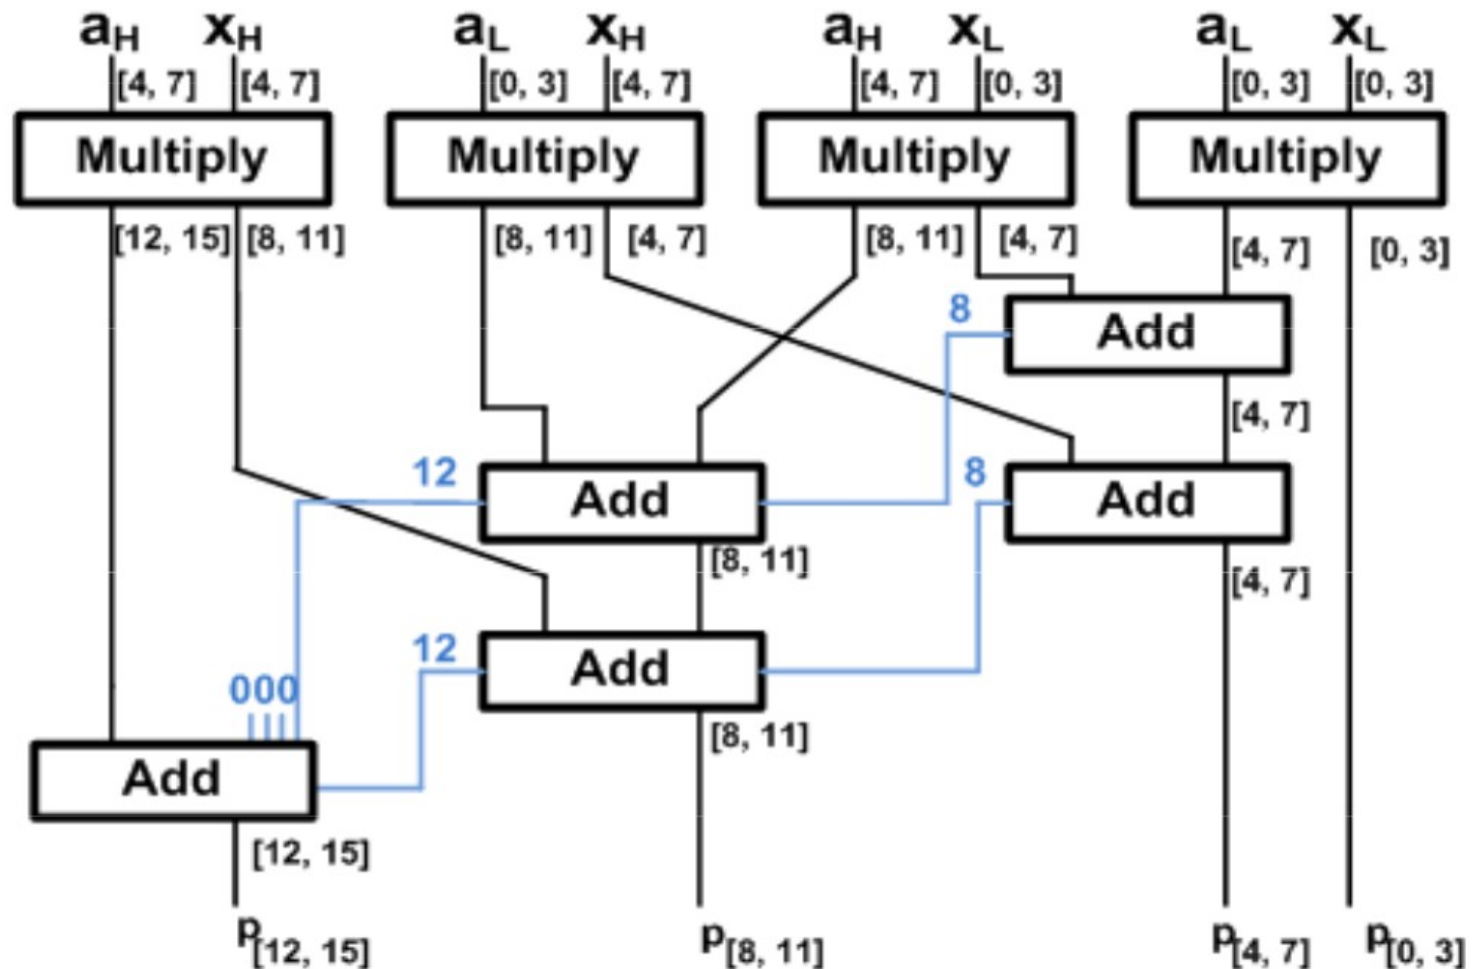 aH xH aL xH aH xL aL xL
[4, 7] [4, 7] [0, 3] [4, 7] [4, 7] [0, 3] [0, 3] [0, 3]
Multiply Multiply Multiply Multiply
[12, 15] [8, 11] [8, 11] [4, 7] [8, 11] [4, 7] [4, 7] [0, 3]
8 Add
[4, 7]
12 Add 8 Add
[8, 11] [4, 7]
12 Add
000
[8, 11]
Add
[12, 15]
p[12, 15] p[8, 11] p[4, 7] p[0, 3]